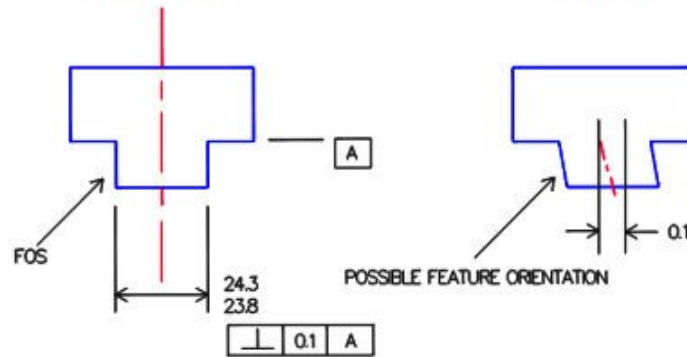 A
FOS
24.3
23.8
⊥ 0.1 A
POSSIBLE FEATURE ORIENTATION
0.1